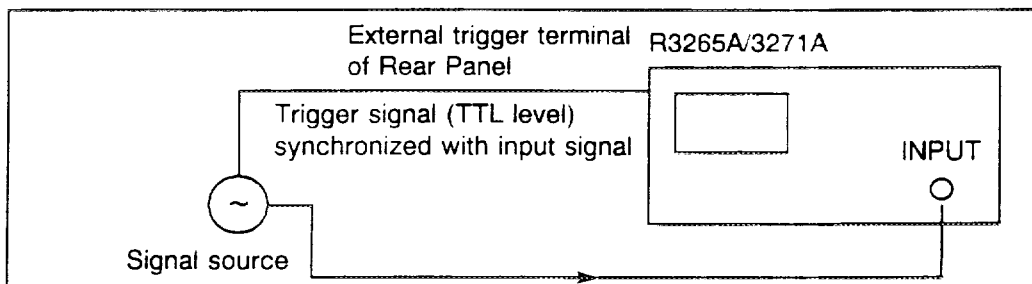 External trigger terminal
of Rear Panel
R3265A/3271A
Trigger signal (TTL level)
synchronized with input signal
INPUT
~
Signal source